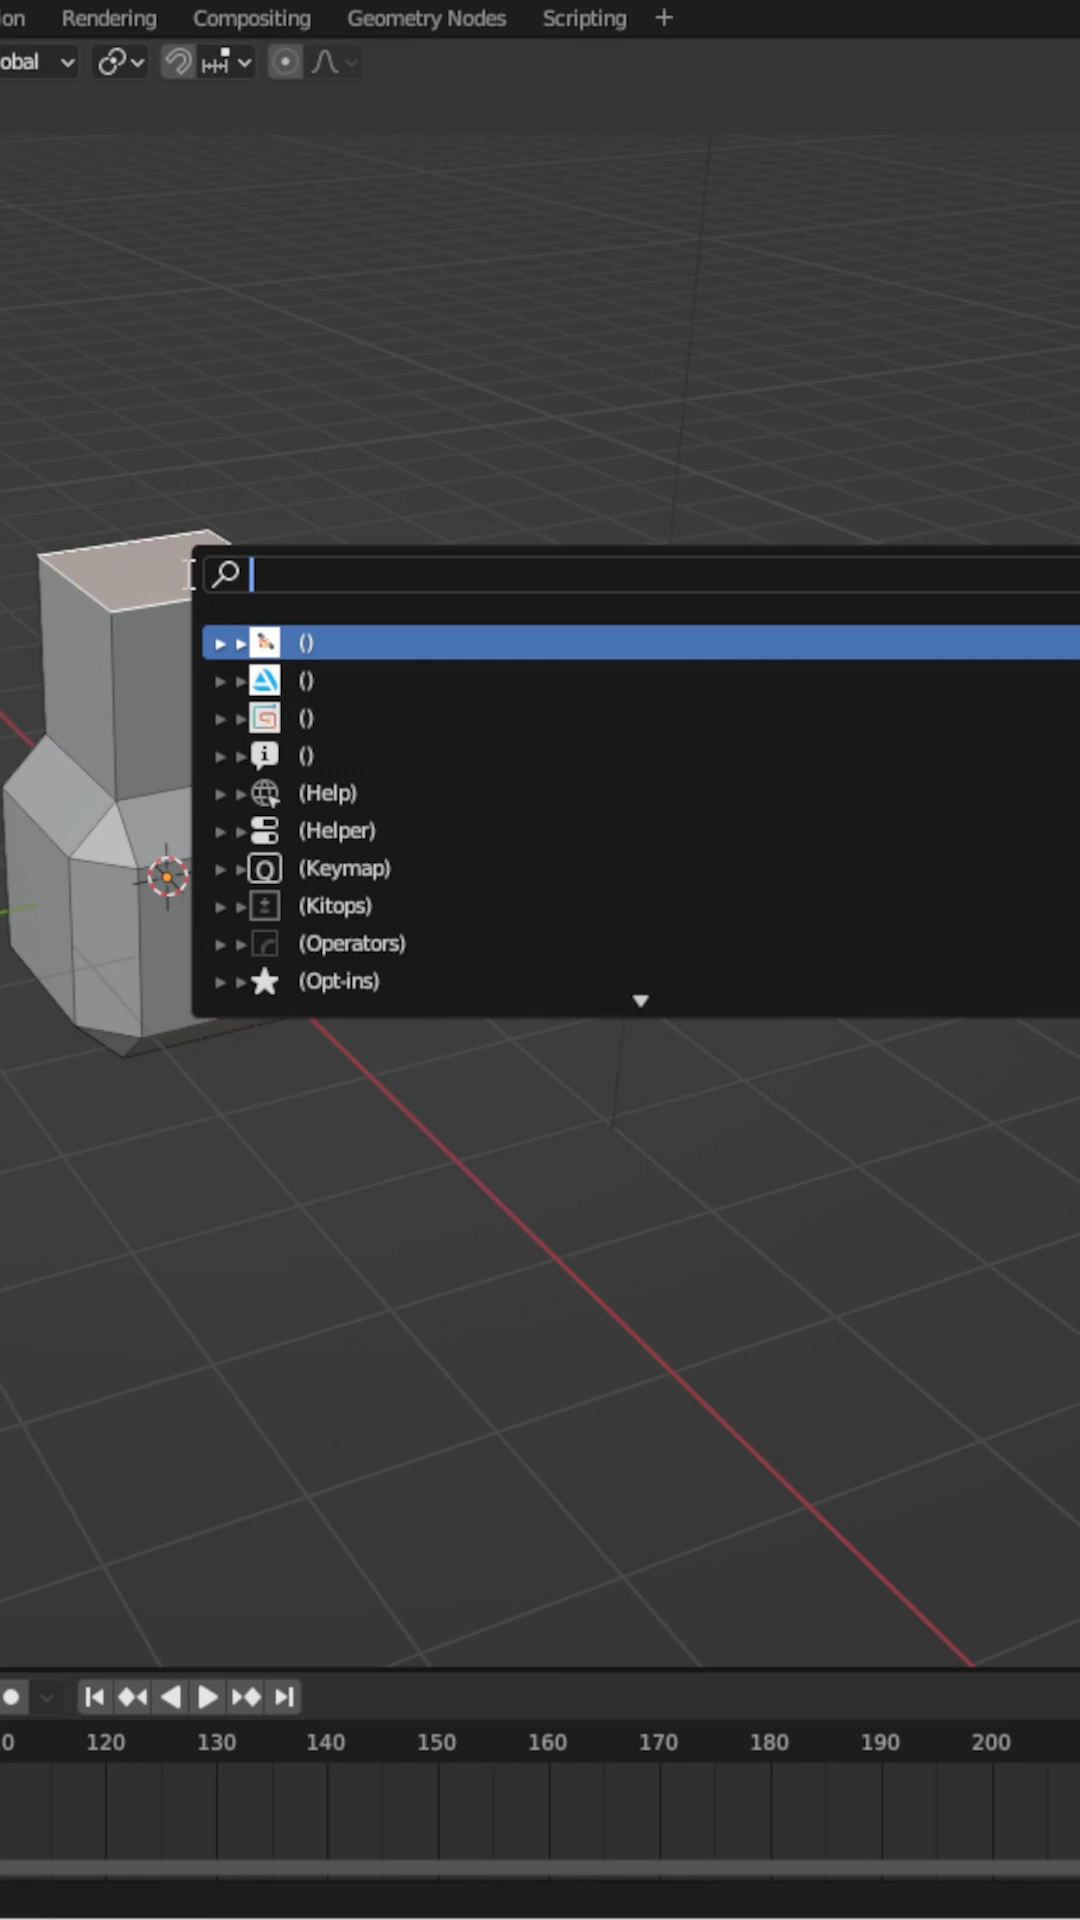 ion Rendering Compositing Geometry Nodes Scripting +
obal
()
()
()
()
(Help)
(Helper)
(Keymap)
(Kitops)
(Operators)
(Opt-ins)
0 120 130 140 150 160 170 180 190 200